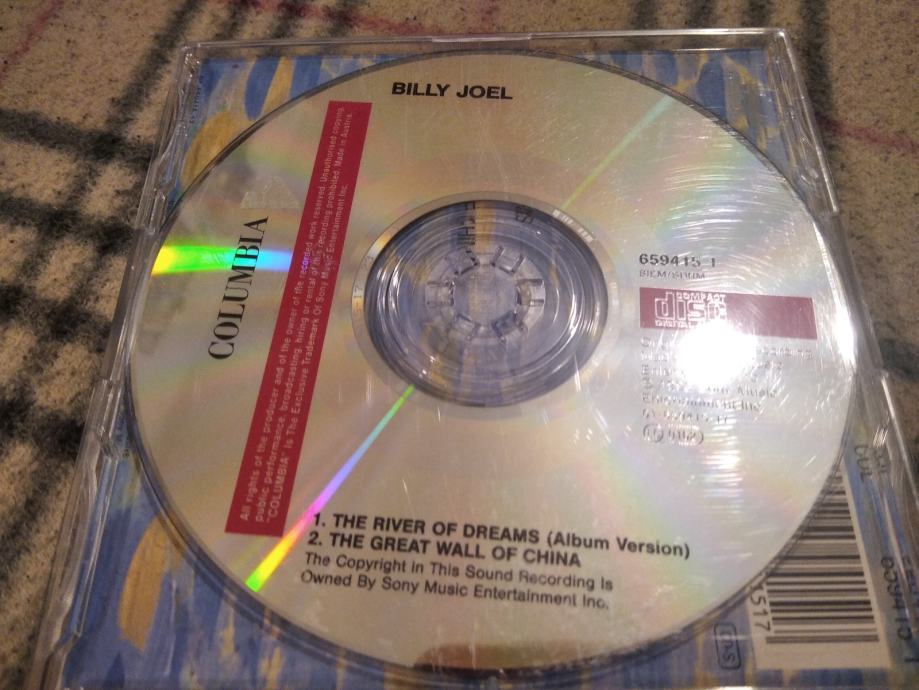 BILLY JOEL
COLUMBIA
All rights of the producer and of the owner of the recorded work reserved. Unauthorised copying,
public performance, broadcasting, hiring or rental of this recording prohibited. Made in Austria.
"COLUMBIA" Is The Exclusive Trademark Of Sony Music Entertainment Inc.
659415 1
COMPACT
disc
DIGITAL
Music
1. THE RIVER OF DREAMS (Album Version)
2. THE GREAT WALL OF CHINA
The Copyright in This Sound Recording Is
Owned By Sony Music Entertainment Inc.
517